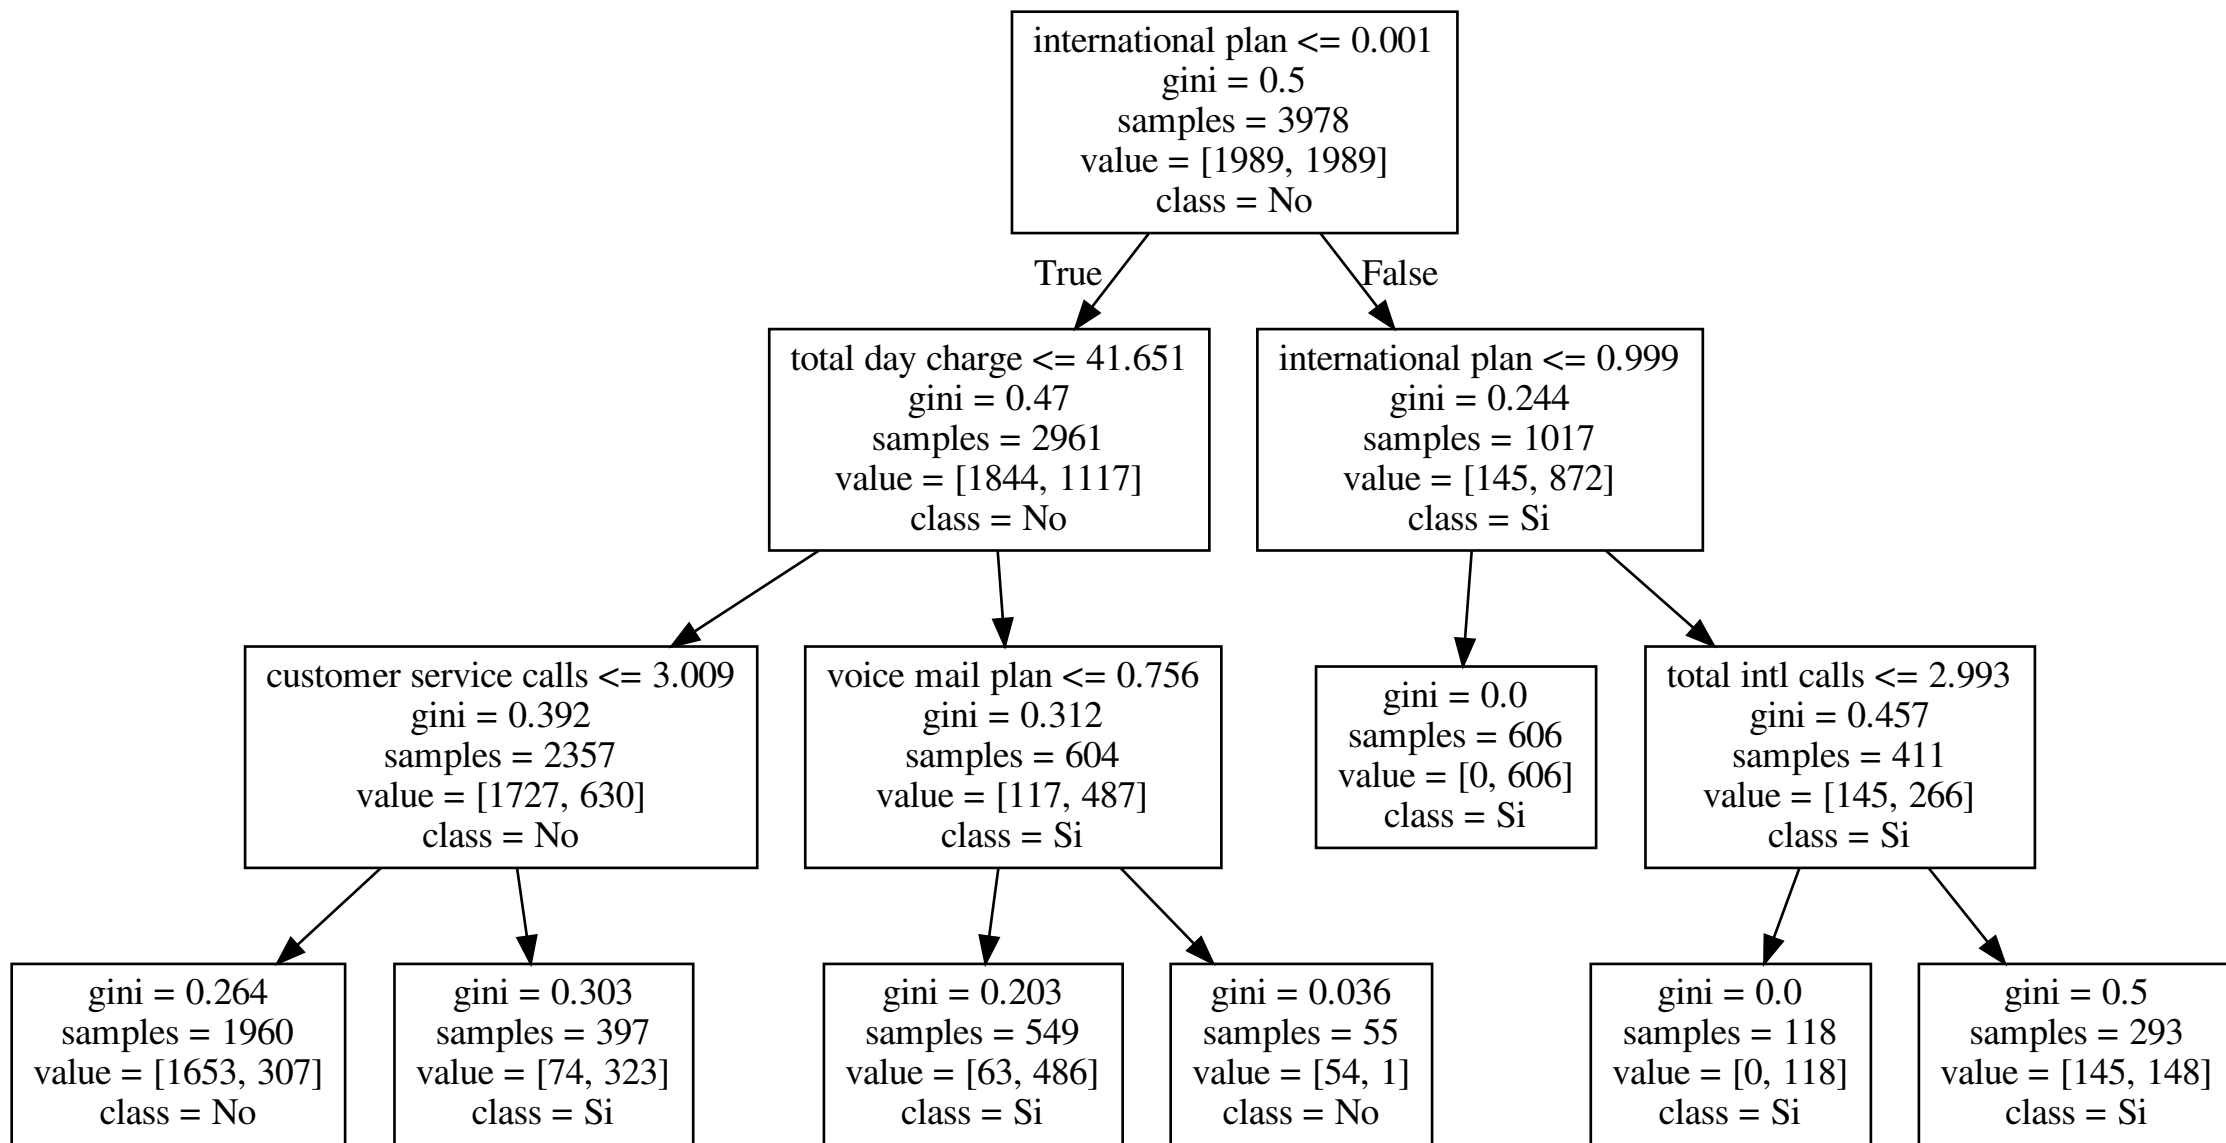 international plan <= 0.001
gini = 0.5
samples = 3978
value = [1989, 1989]
class = No
True
False
total day charge <= 41.651
gini = 0.47
samples = 2961
value = [1844, 1117]
class = No
international plan <= 0.999
gini = 0.244
samples = 1017
value = [145, 872]
class = Si
customer service calls <= 3.009
gini = 0.392
samples = 2357
value = [1727, 630]
class = No
voice mail plan <= 0.756
gini = 0.312
samples = 604
value = [117, 487]
class = Si
gini = 0.0
samples = 606
value = [0, 606]
class = Si
total intl calls <= 2.993
gini = 0.457
samples = 411
value = [145, 266]
class = Si
gini = 0.264
samples = 1960
value = [1653, 307]
class = No
gini = 0.303
samples = 397
value = [74, 323]
class = Si
gini = 0.203
samples = 549
value = [63, 486]
class = Si
gini = 0.036
samples = 55
value = [54, 1]
class = No
gini = 0.0
samples = 118
value = [0, 118]
class = Si
gini = 0.5
samples = 293
value = [145, 148]
class = Si